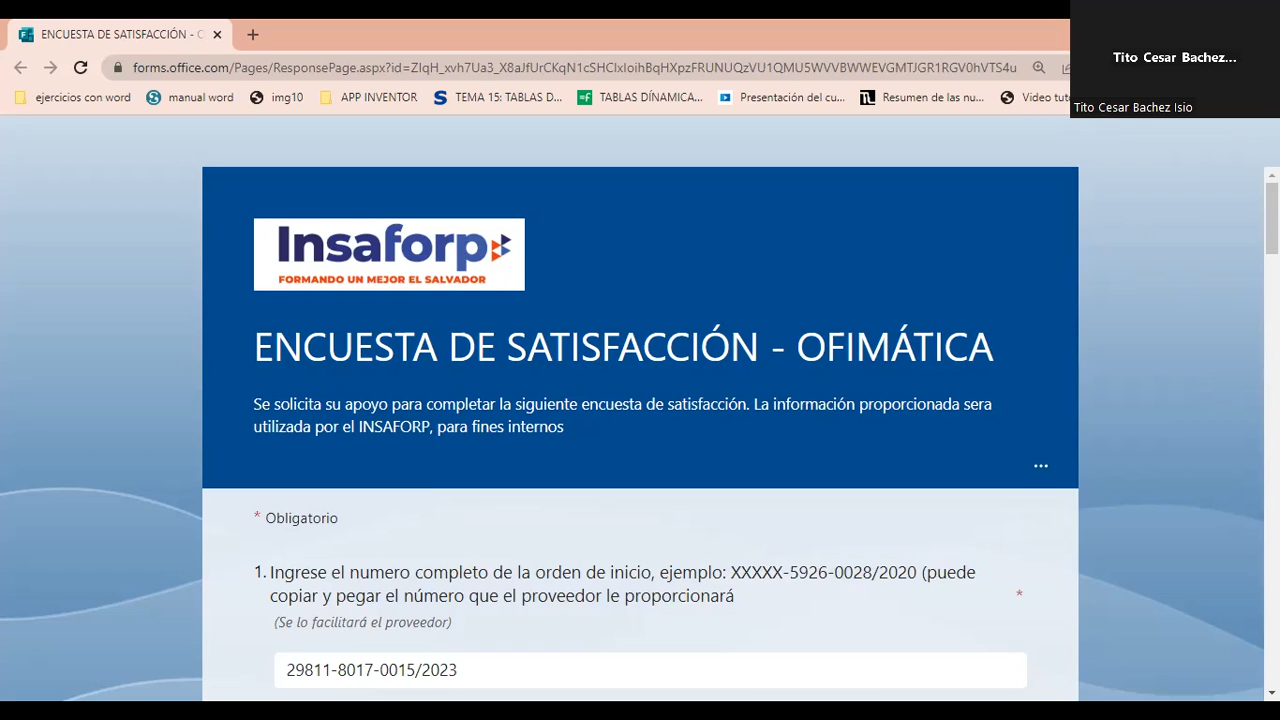 ENCUESTA DE SATISFACCIÓN - O
Tito Cesar Bachez...
forms.office.com/Pages/ResponsePage.aspx?id=ZIqH_xvh7Ua3_X8aJfUrCKqN1cSHClxIoihBqHXpzFRUNUQzVU1QMU5WVVBWWEVGMTJGR1RGV0hVTS4u
ejercicios con word
manual word
img10
APP INVENTOR
TEMA 15: TABLAS D...
TABLAS DÍNAMICA...
Presentación del cu...
Resumen de las nu...
Video tut
Tito Cesar Bachez Isio
Insaforp
FORMANDO UN MEJOR EL SALVADOR
ENCUESTA DE SATISFACCIÓN - OFIMÁTICA
Se solicita su apoyo para completar la siguiente encuesta de satisfacción. La información proporcionada sera
utilizada por el INSAFORP, para fines internos
...
* Obligatorio
1. Ingrese el numero completo de la orden de inicio, ejemplo: XXXXX-5926-0028/2020 (puede
copiar y pegar el número que el proveedor le proporcionará *
(Se lo facilitará el proveedor)
29811-8017-0015/2023